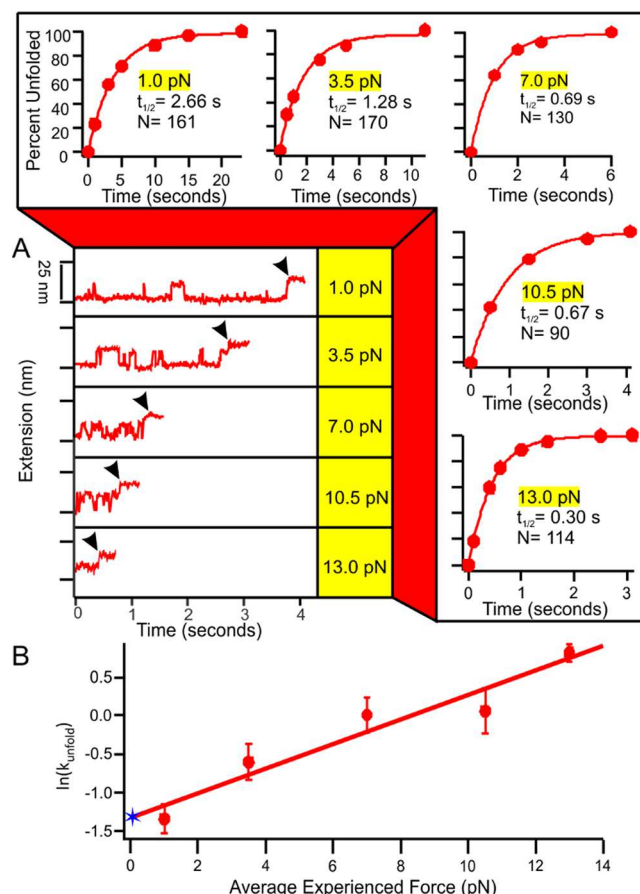 Percent Unfolded
100
80
60
40
20
0
1.0 pN
t1/2= 2.66 s
N= 161
0 5 10 15 20
Time (seconds)
3.5 pN
t1/2= 1.28 s
N= 170
0 2 4 6 8 10
Time (seconds)
7.0 pN
t1/2= 0.69 s
N= 130
0 1 2 3 4 5 6
Time (seconds)
10.5 pN
t1/2= 0.67 s
N= 90
0 1 2 3 4
Time (seconds)
13.0 pN
t1/2= 0.30 s
N= 114
0 1 2 3
Time (seconds)
A
25 nm
Extension (nm)
1.0 pN
3.5 pN
7.0 pN
10.5 pN
13.0 pN
0 1 2 3 4
Time (seconds)
B
ln(kunfold)
0.5
0.0
-0.5
-1.0
-1.5
0 2 4 6 8 10 12 14
Average Experienced Force (pN)